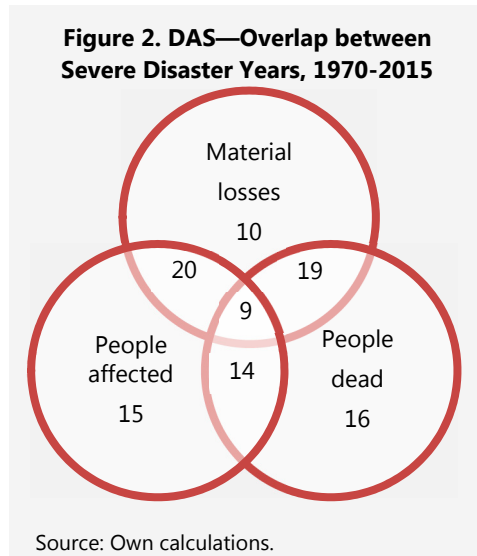 Figure 2. DAS—Overlap between
Severe Disaster Years, 1970-2015
Material
losses
10
20
19
9
People
affected
15
14
People
dead
16
Source: Own calculations.